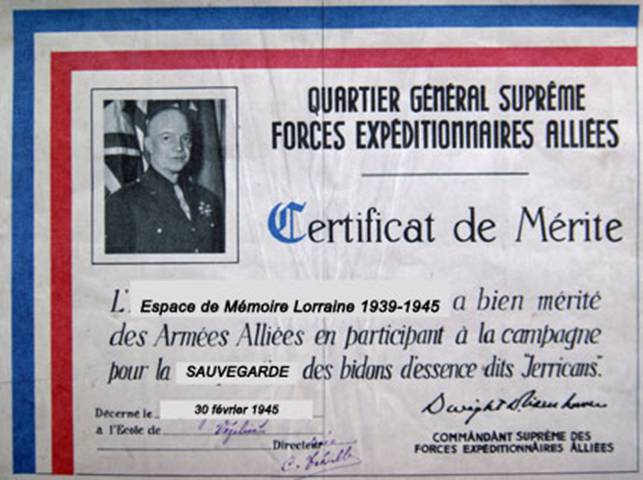 QUARTIER GÉNÉRAL SUPRÊME
FORCES EXPÉDITIONNAIRES ALLIÉES
Certificat de Mérite
L' Espace de Mémoire Lorraine 1939-1945 a bien mérité
des Armées Alliées en participant à la campagne
pour la SAUVEGARDE des bidons d'essence dits "Jerricans".
Décerné le 30 février 1945
à l'Ecole de
Directeur
Dwight D Eisenhower
COMMANDANT SUPRÊME DES
FORCES EXPÉDITIONNAIRES ALLIÉES